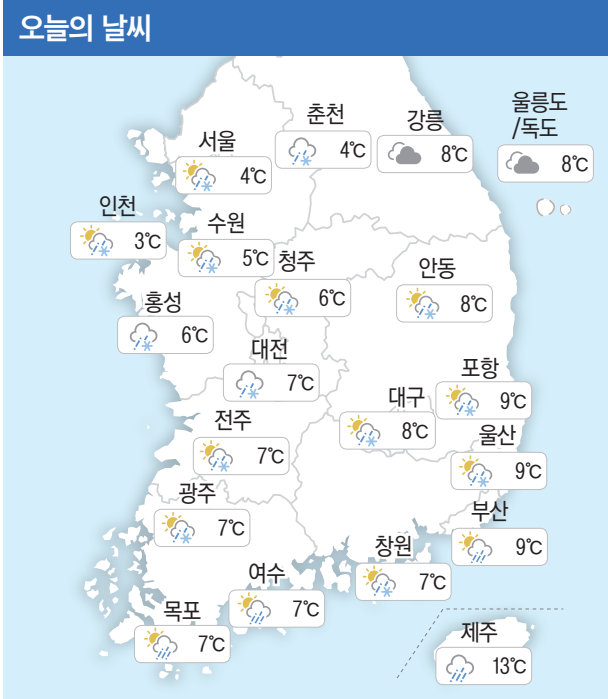 오늘의 날씨
울릉도
/독도
8℃
춘천
4℃
강릉
8℃
서울
4℃
인천
3℃
수원
5℃
청주
6℃
안동
8℃
홍성
6℃
대전
7℃
포항
9℃
대구
8℃
전주
7℃
울산
9℃
광주
7℃
부산
9℃
창원
7℃
여수
7℃
목포
7℃
제주
13℃